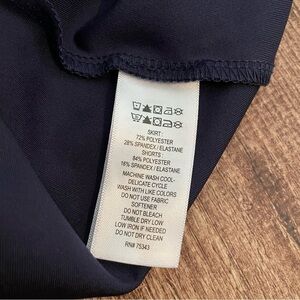 SKIRT:
72% POLYESTER
28% SPANDEX / ELASTANE
SHORTS:
84% POLYESTER
16% SPANDEX / ELASTANE
MACHINE WASH COOL-
DELICATE CYCLE
WASH WITH LIKE COLORS
DO NOT USE FABRIC
SOFTENER
DO NOT BLEACH
TUMBLE DRY LOW
LOW IRON IF NEEDED
DO NOT DRY CLEAN
RN# 75343